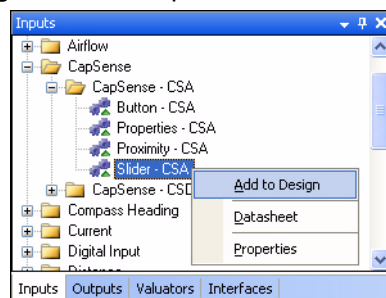 Inputs
Airflow
CapSense
CapSense - CSA
Button - CSA
Properties - CSA
Proximity - CSA
Slider - CSA
Add to Design
CapSense - CSD
Compass Heading
Datasheet
Current
Digital Input
Properties
Distance
Inputs Outputs Valuators Interfaces